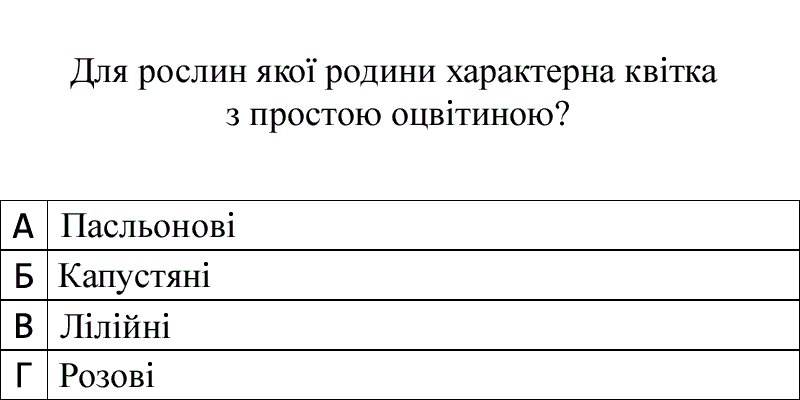 Для рослин якої родини характерна квітка
з простою оцвітиною?
А Пасльонові
Б Капустяні
В Лілійні
Г Розові